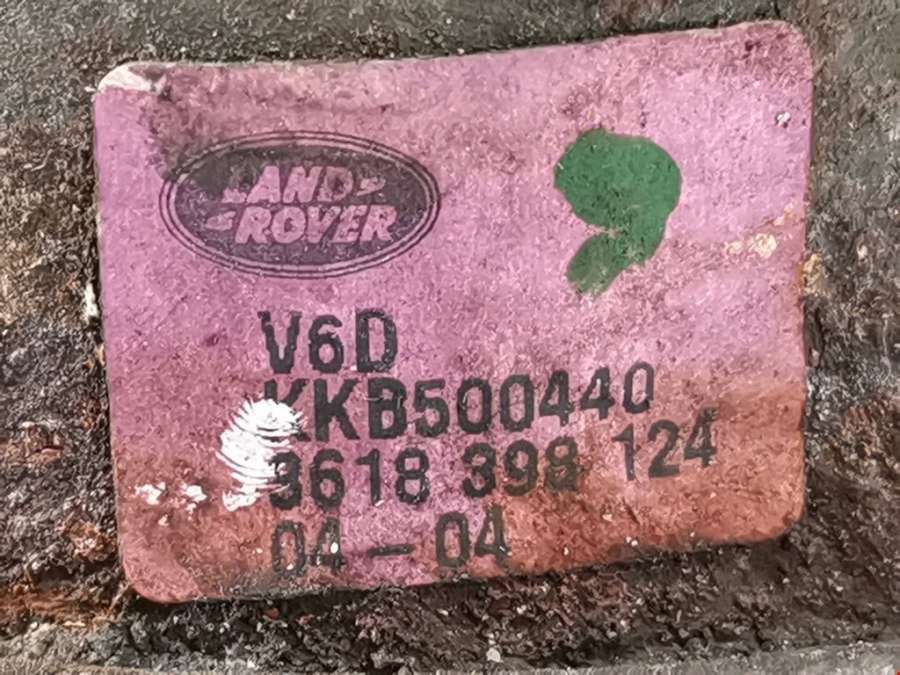 LAND
ROVER
V6D
KKB500440
3618 398 124
04-04